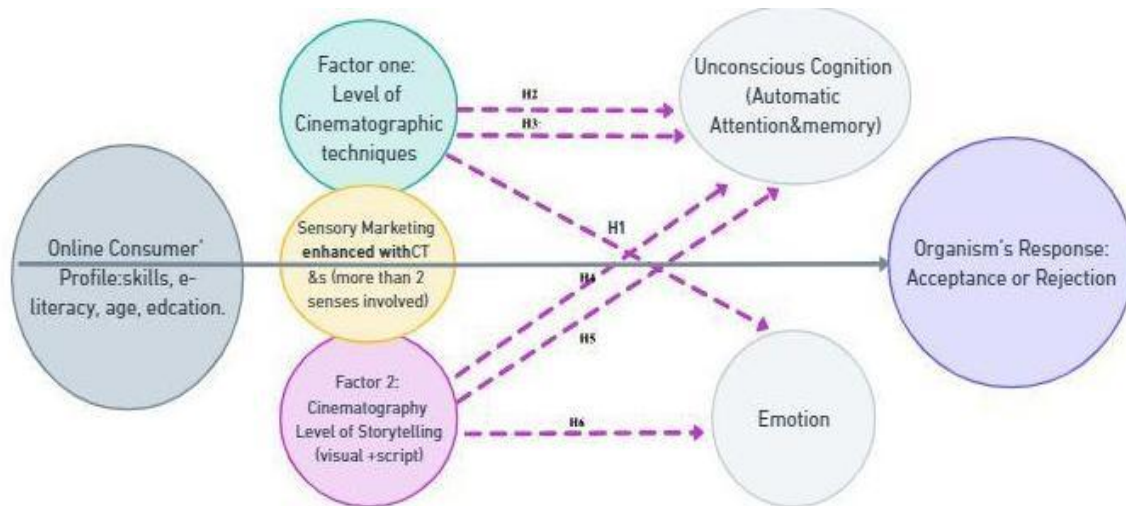 Online Consumer'
Profile:skills, e-
literacy, age, edcation.
Factor one:
Level of
Cinematographic
techniques
Sensory Marketing
enhanced withCT
&s (more than 2
senses involved)
Factor 2:
Cinematography
Level of Storytelling
(visual +script)
H2
H3
H1
H4
H5
H6
Unconscious Cognition
(Automatic
Attention&memory)
Emotion
Organism's Response:
Acceptance or Rejection